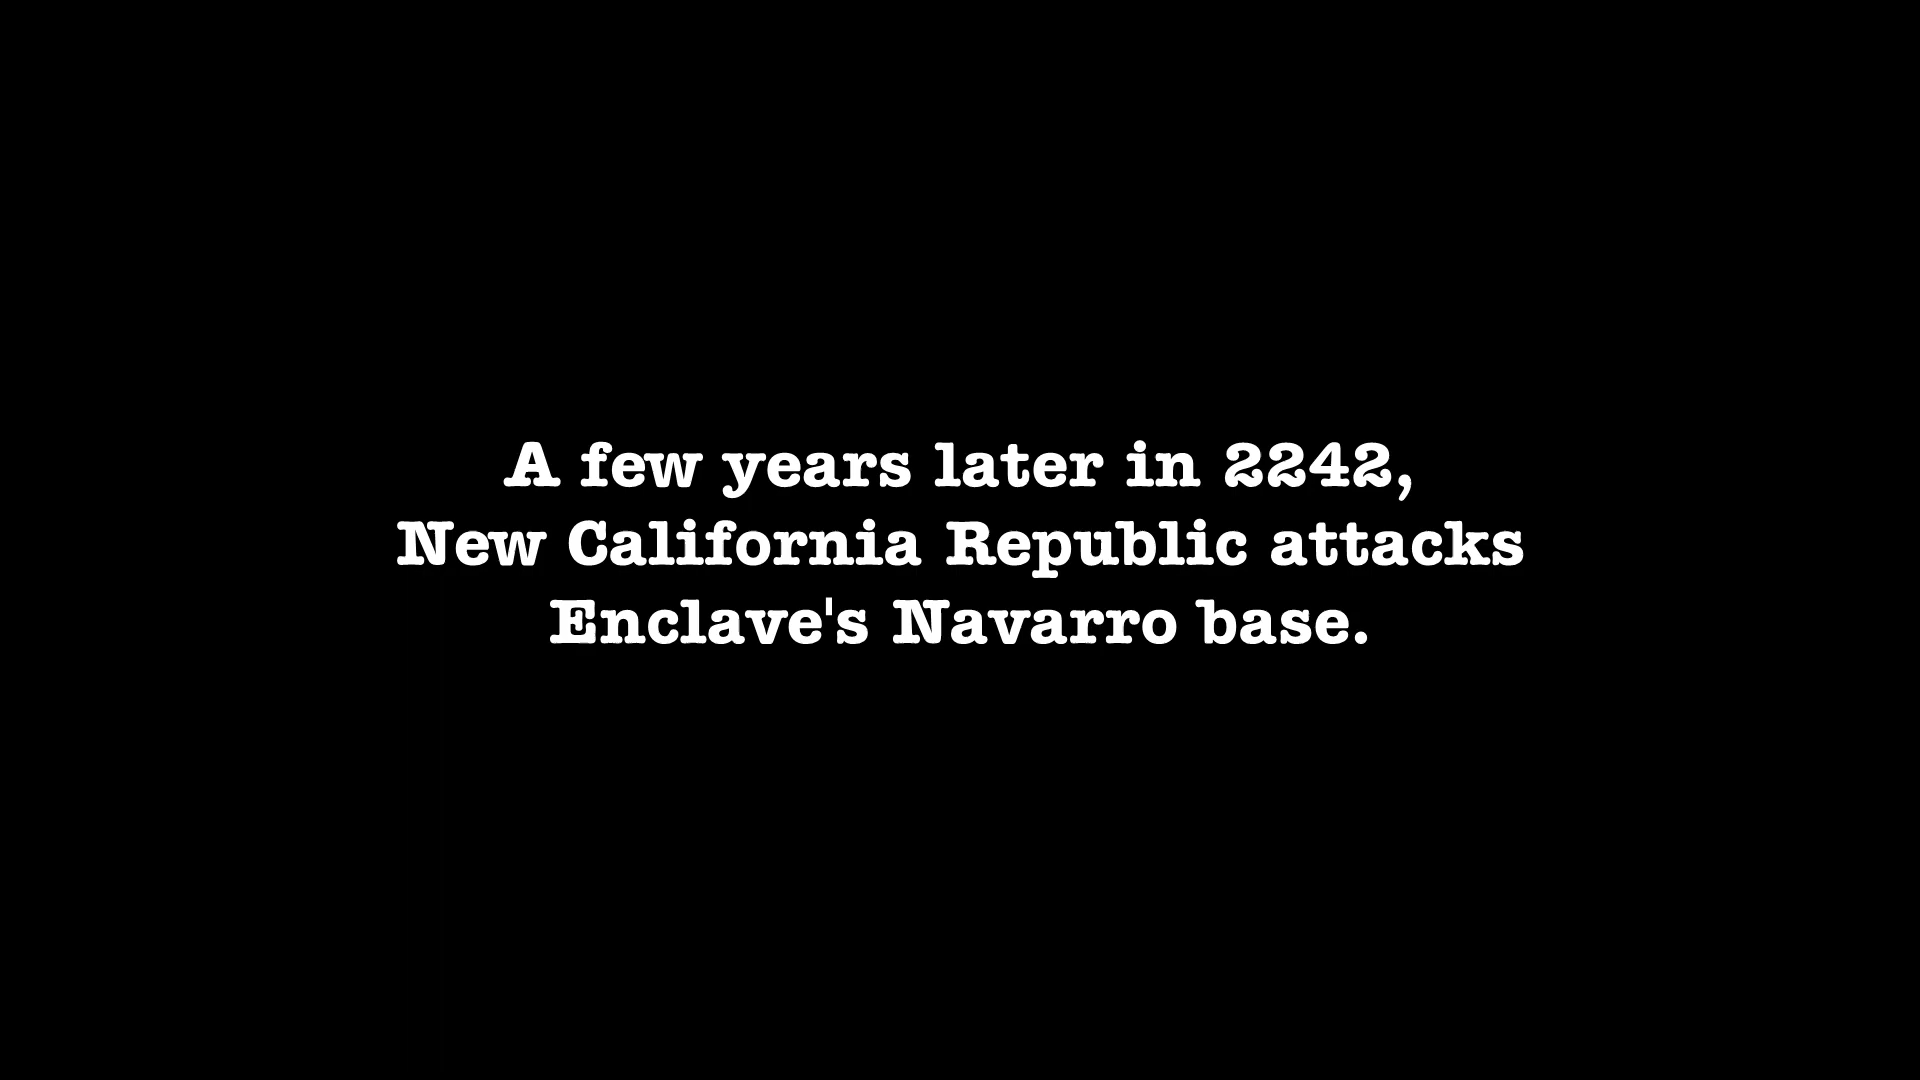 A few years later in 2242,
New California Republic attacks
Enclave's Navarro base.